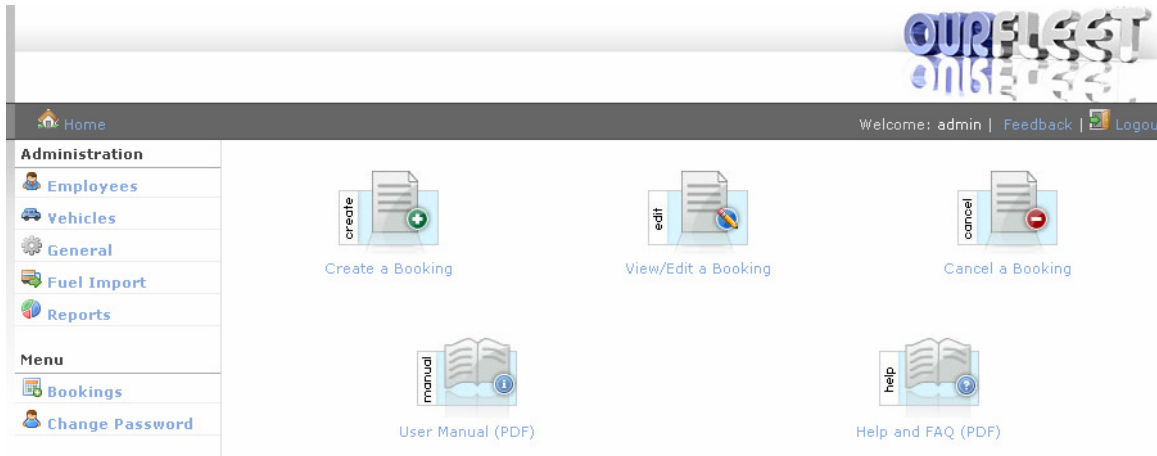 OURFLEET
Home
Welcome: admin | Feedback | Logou
Administration
Employees
Vehicles
General
Fuel Import
Reports
Menu
Bookings
Change Password
create
Create a Booking
edit
View/Edit a Booking
cancel
Cancel a Booking
manual
User Manual (PDF)
help
Help and FAQ (PDF)